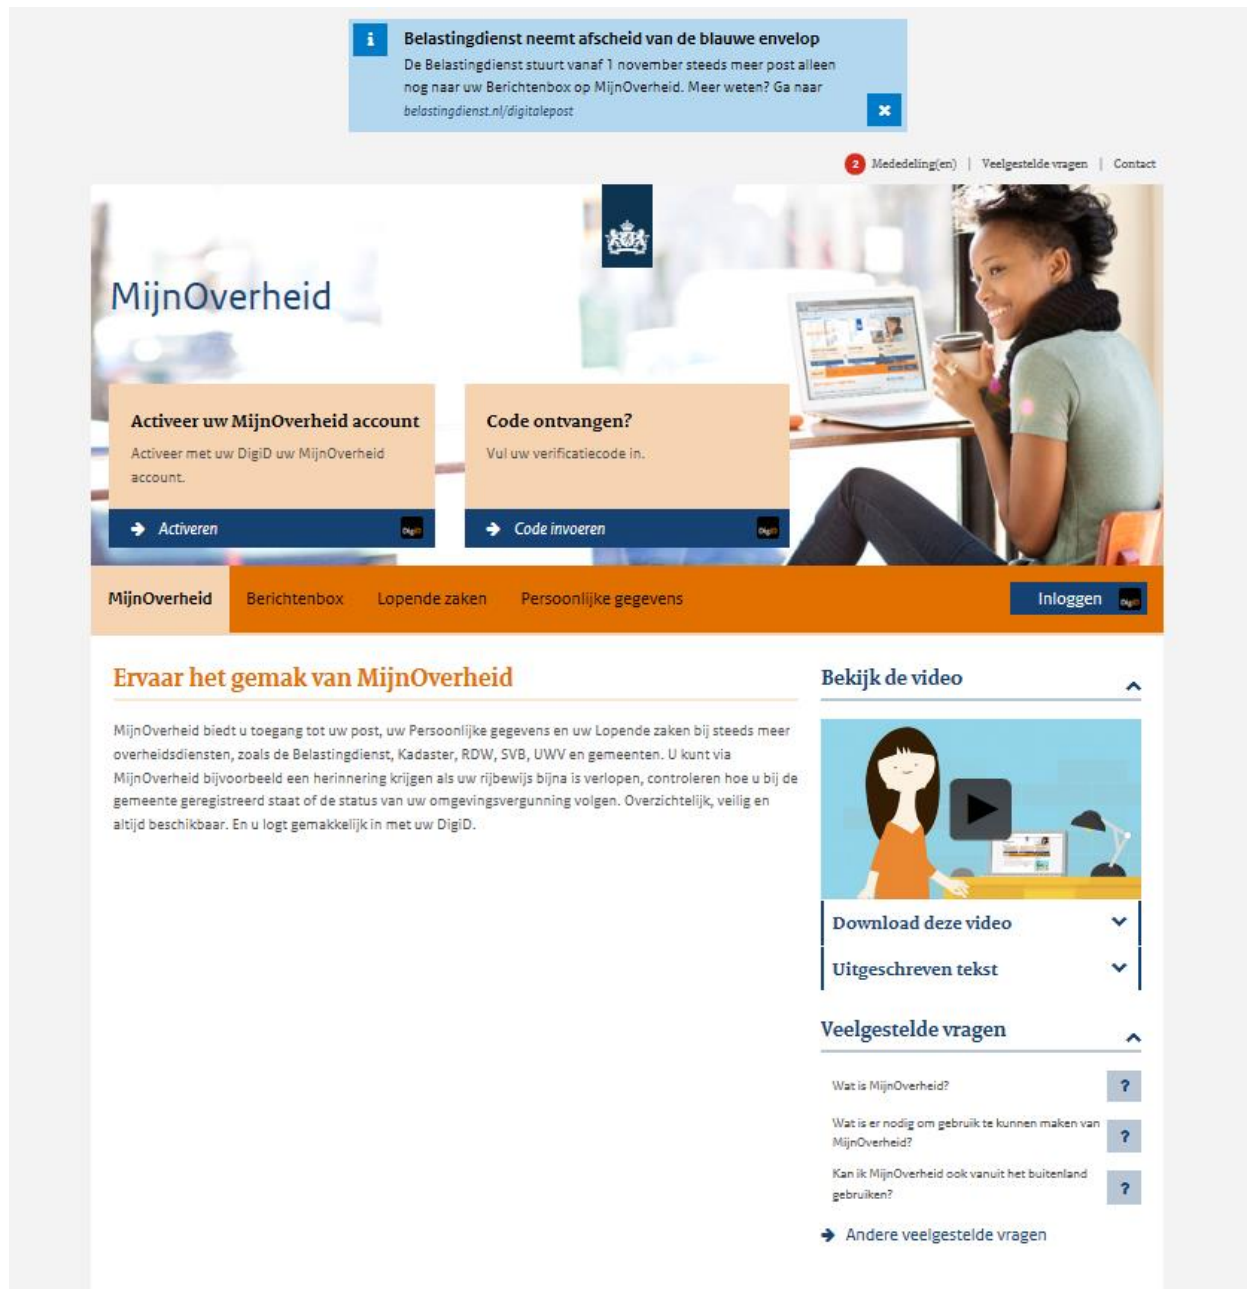 Belastingdienst neemt afscheid van de blauwe envelop
De Belastingdienst stuurt vanaf 1 november steeds meer post alleen
nog naar uw Berichtenbox op MijnOverheid. Meer weten? Ga naar
belastingdienst.nl/digitalepost
2 Mededeling(en) | Veelgestelde vragen | Contact
MijnOverheid
Activeer uw MijnOverheid account
Activeer met uw DigiD uw MijnOverheid
account.
Activeren DigiD
Code ontvangen?
Vul uw verificatiecode in.
Code invoeren DigiD
MijnOverheid Berichtenbox Lopende zaken Persoonlijke gegevens Inloggen DigiD
Ervaar het gemak van MijnOverheid
MijnOverheid biedt u toegang tot uw post, uw Persoonlijke gegevens en uw Lopende zaken bij steeds meer
overheidsdiensten, zoals de Belastingdienst, Kadaster, RDW, SVB, UWV en gemeenten. U kunt via
MijnOverheid bijvoorbeeld een herinnering krijgen als uw rijbewijs bijna is verlopen, controleren hoe u bij de
gemeente geregistreerd staat of de status van uw omgevingsvergunning volgen. Overzichtelijk, veilig en
altijd beschikbaar. En u logt gemakkelijk in met uw DigiD.
Bekijk de video
Download deze video
Uitgeschreven tekst
Veelgestelde vragen
Wat is MijnOverheid? ?
Wat is er nodig om gebruik te kunnen maken van
MijnOverheid? ?
Kan ik MijnOverheid ook vanuit het buitenland
gebruiken? ?
Andere veelgestelde vragen